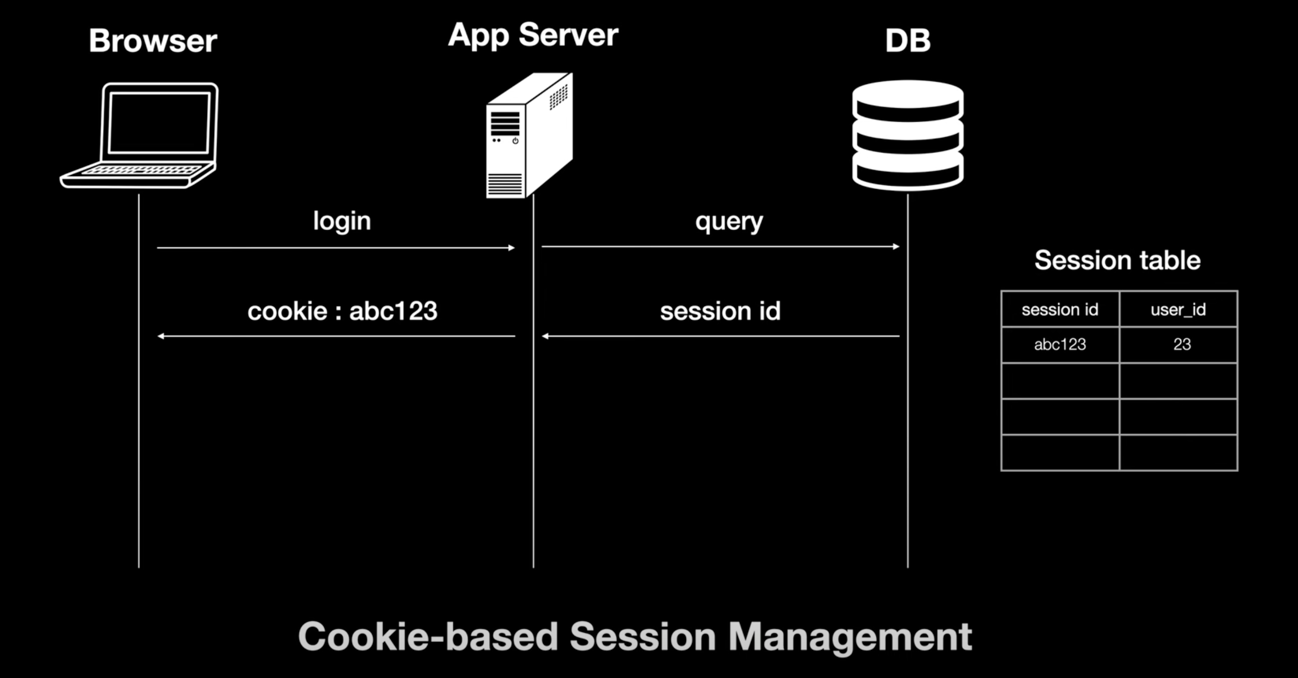 Browser
App Server
DB
login
query
cookie : abc123
session id
Session table
session id user_id
abc123 23
Cookie-based Session Management